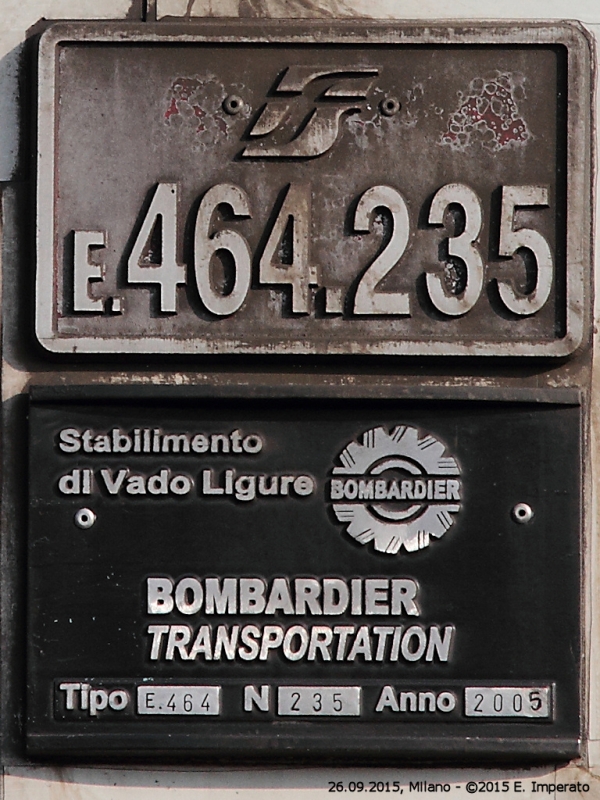 E.464.235
Stabilimento
di Vado Ligure
BOMBARDIER
BOMBARDIER
TRANSPORTATION
Tipo E.464 N 235 Anno 2005
26.09.2015, Milano - ©2015 E. Imperato